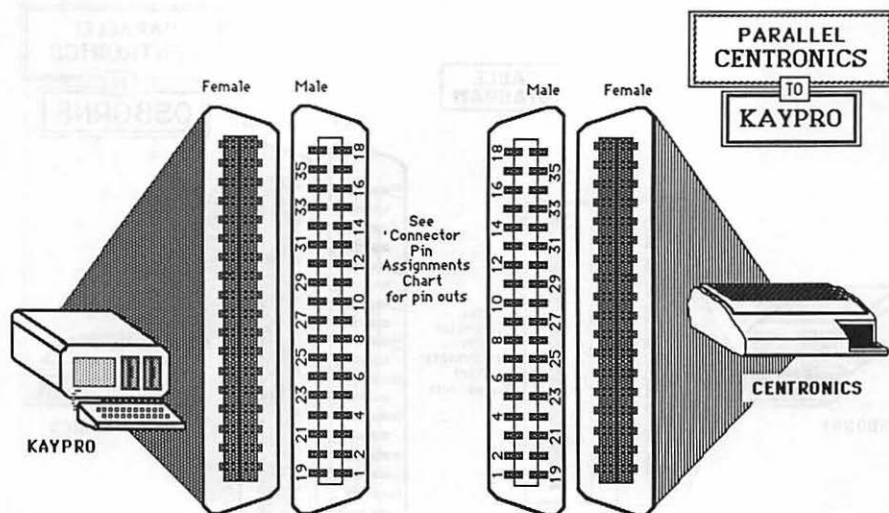 PARALLEL
CENTRONICS
TO
KAYPRO
Female
Male
Male
Female
35
33
31
29
27
25
23
21
19
18
16
14
12
10
8
6
4
2
1
See
'Connector
Pin
Assignments
Chart
for pin outs
18
16
14
12
10
8
6
4
2
1
35
33
31
29
27
25
23
21
19
KAYPRO
CENTRONICS